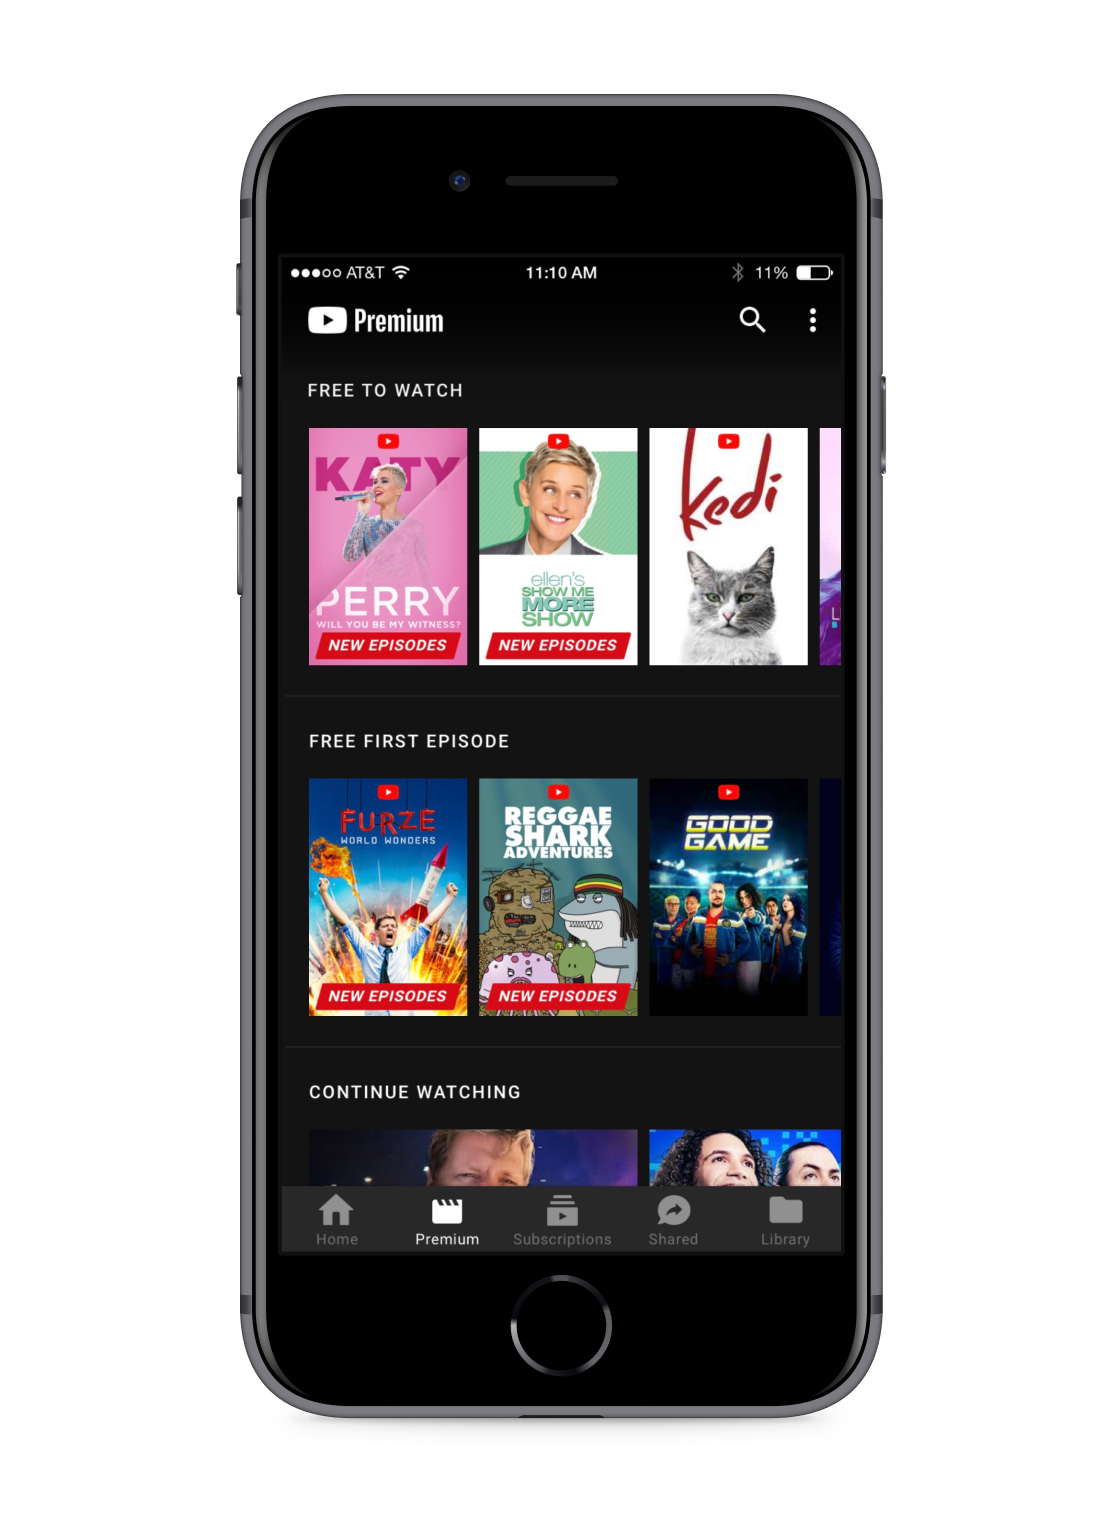 AT&T 11:10 AM 11%
Premium
FREE TO WATCH
KATY
PERRY
WILL YOU BE MY WITNESS?
NEW EPISODES
ellen's
SHOW ME
MORE
SHOW
NEW EPISODES
kedi
FREE FIRST EPISODE
FURZE
WORLD WONDERS
NEW EPISODES
REGGAE
SHARK
ADVENTURES
NEW EPISODES
GOOD
GAME
CONTINUE WATCHING
Home Premium Subscriptions Shared Library